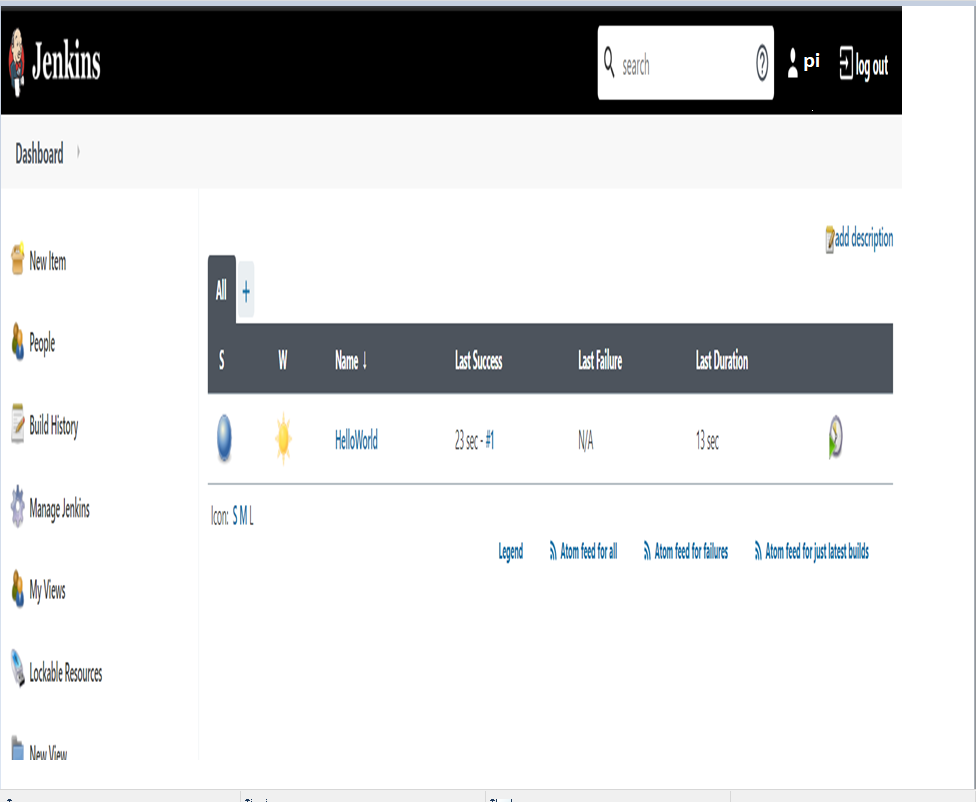 Jenkins
search
pi
log out
Dashboard
add description
New Item
People
Build History
Manage Jenkins
My Views
Lockable Resources
New View
All +
S W Name ↓ Last Success Last Failure Last Duration
HelloWorld 23 sec - #1 N/A 13 sec
Icon: S M L
Legend Atom feed for all Atom feed for failures Atom feed for just latest builds